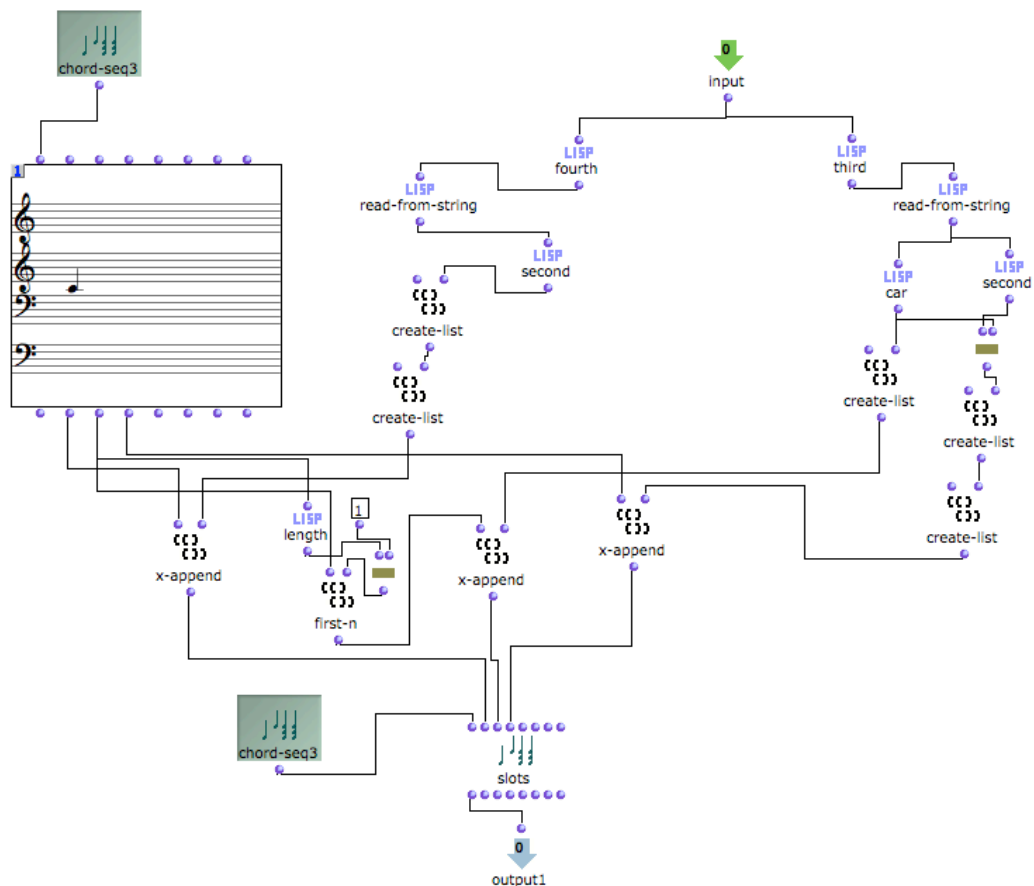 chord-seq3
0
input
1
LISP
fourth
LISP
third
LISP
read-from-string
LISP
read-from-string
LISP
second
LISP
car
LISP
second
create-list
create-list
create-list
create-list
create-list
LISP
length
1
x-append
first-n
x-append
x-append
chord-seq3
slots
0
output1